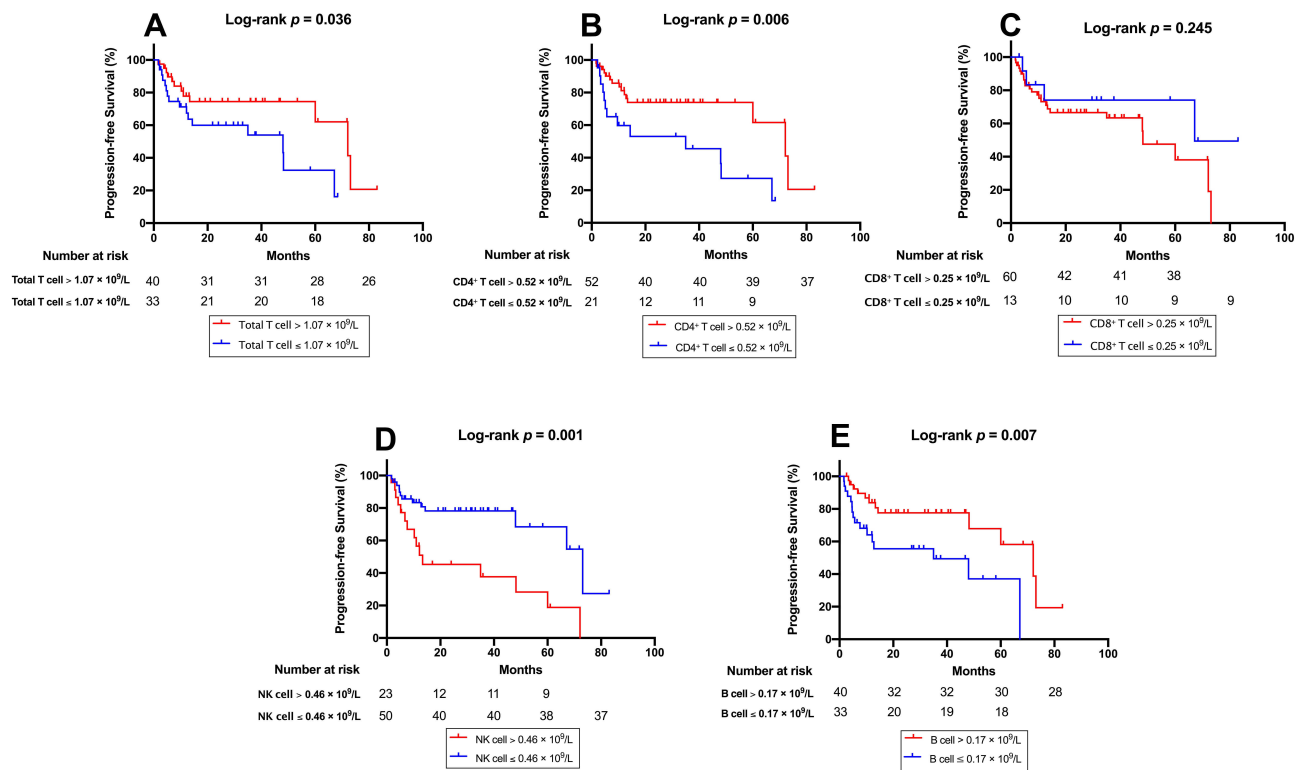 A
Log-rank p = 0.036
Progression-free Survival (%)
100
80
60
40
20
0
0 20 40 60 80 100
Months
Number at risk
Total T cell > 1.07 × 10⁹/L 40 31 31 28 26
Total T cell ≤ 1.07 × 10⁹/L 33 21 20 18
Total T cell > 1.07 × 10⁹/L
Total T cell ≤ 1.07 × 10⁹/L
B
Log-rank p = 0.006
Progression-free Survival (%)
100
80
60
40
20
0
0 20 40 60 80 100
Months
Number at risk
CD4⁺ T cell > 0.52 × 10⁹/L 52 40 40 39 37
CD4⁺ T cell ≤ 0.52 × 10⁹/L 21 12 11 9
CD4⁺ T cell > 0.52 × 10⁹/L
CD4⁺ T cell ≤ 0.52 × 10⁹/L
C
Log-rank p = 0.245
Progression-free Survival (%)
100
80
60
40
20
0
0 20 40 60 80 100
Months
Number at risk
CD8⁺ T cell > 0.25 × 10⁹/L 60 42 41 38
CD8⁺ T cell ≤ 0.25 × 10⁹/L 13 10 10 9 9
CD8⁺ T cell > 0.25 × 10⁹/L
CD8⁺ T cell ≤ 0.25 × 10⁹/L
D
Log-rank p = 0.001
Progression-free Survival (%)
100
80
60
40
20
0
0 20 40 60 80 100
Months
Number at risk
NK cell > 0.46 × 10⁹/L 23 12 11 9
NK cell ≤ 0.46 × 10⁹/L 50 40 40 38 37
NK cell > 0.46 × 10⁹/L
NK cell ≤ 0.46 × 10⁹/L
E
Log-rank p = 0.007
Progression-free Survival (%)
100
80
60
40
20
0
0 20 40 60 80 100
Months
Number at risk
B cell > 0.17 × 10⁹/L 40 32 32 30 28
B cell ≤ 0.17 × 10⁹/L 33 20 19 18
B cell > 0.17 × 10⁹/L
B cell ≤ 0.17 × 10⁹/L